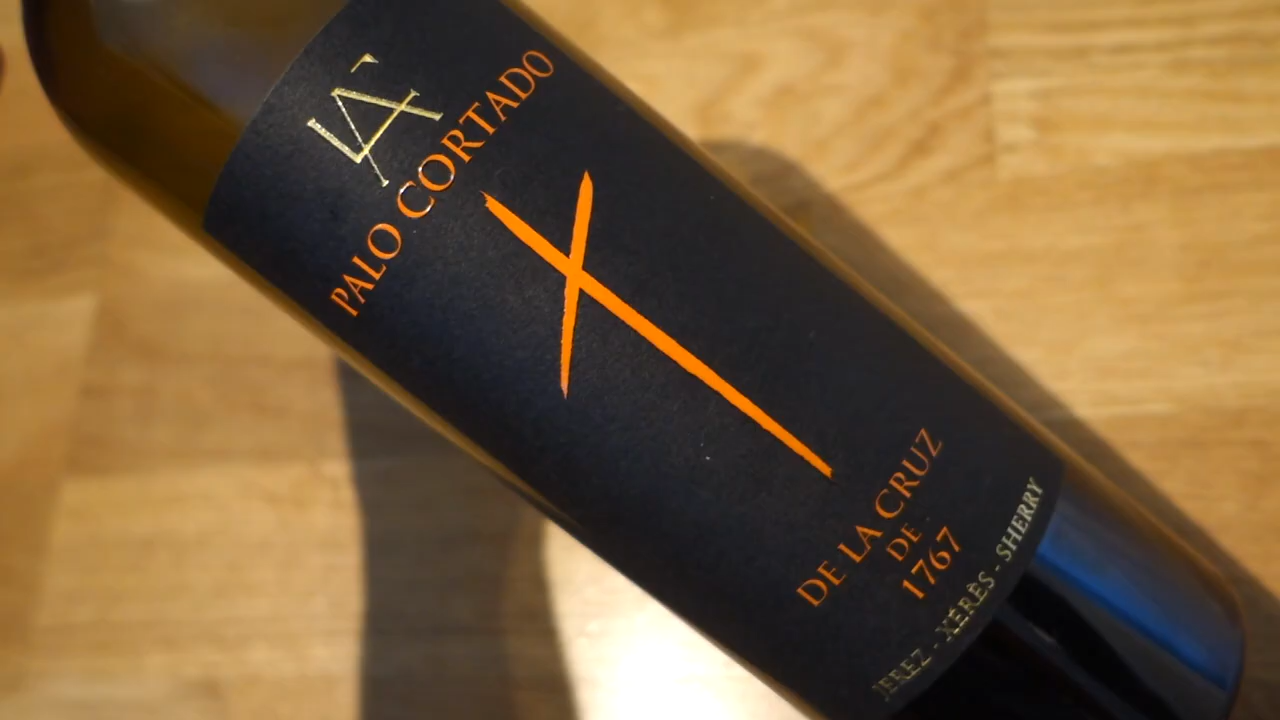 PALO CORTADO
DE LA CRUZ
DE
1767
JEREZ - XÉRÈS - SHERRY